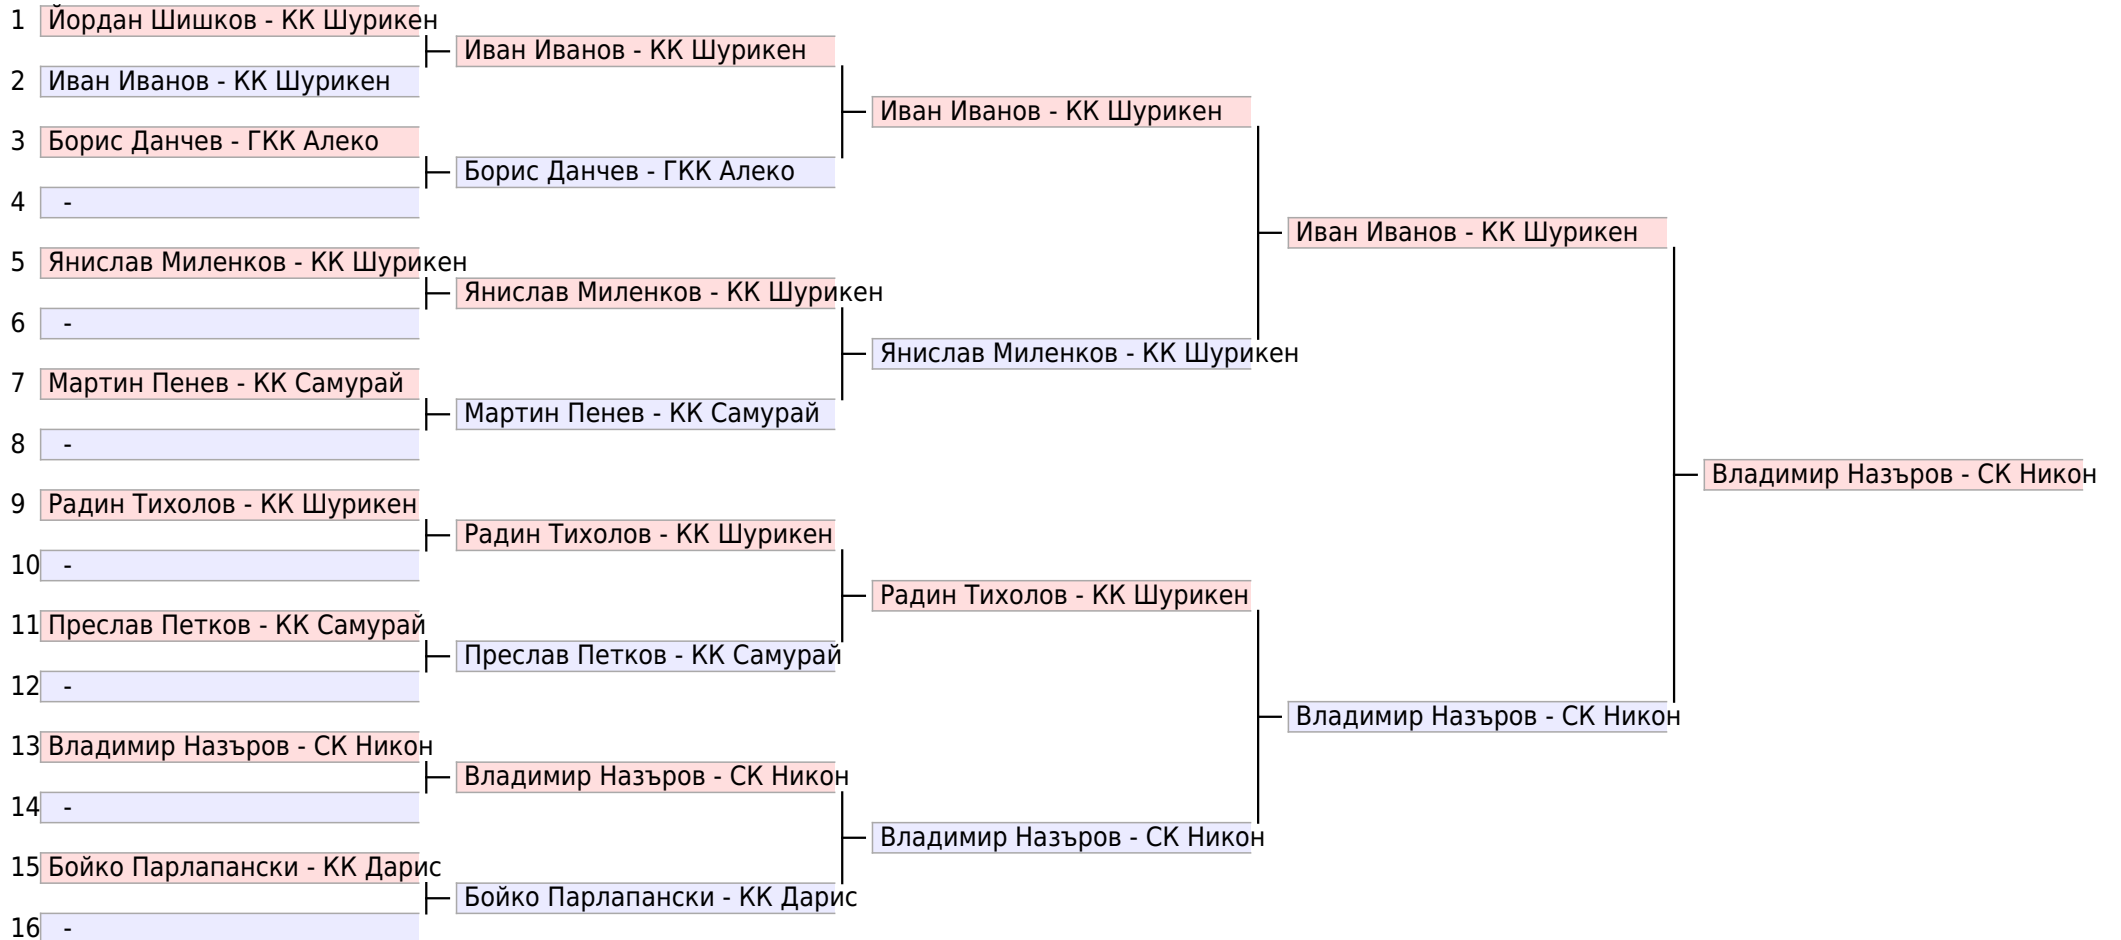 1 Йордан Шишков - КК Шурикен
2 Иван Иванов - КК Шурикен
3 Борис Данчев - ГКК Алеко
4 -
5 Янислав Миленков - КК Шурикен
6 -
7 Мартин Пенев - КК Самурай
8 -
9 Радин Тихолов - КК Шурикен
10 -
11 Преслав Петков - КК Самурай
12 -
13 Владимир Назъров - СК Никон
14 -
15 Бойко Парлапански - КК Дарис
16 -
Иван Иванов - КК Шурикен
Борис Данчев - ГКК Алеко
Янислав Миленков - КК Шурикен
Мартин Пенев - КК Самурай
Радин Тихолов - КК Шурикен
Преслав Петков - КК Самурай
Владимир Назъров - СК Никон
Бойко Парлапански - КК Дарис
Иван Иванов - КК Шурикен
Янислав Миленков - КК Шурикен
Радин Тихолов - КК Шурикен
Владимир Назъров - СК Никон
Иван Иванов - КК Шурикен
Владимир Назъров - СК Никон
Владимир Назъров - СК Никон